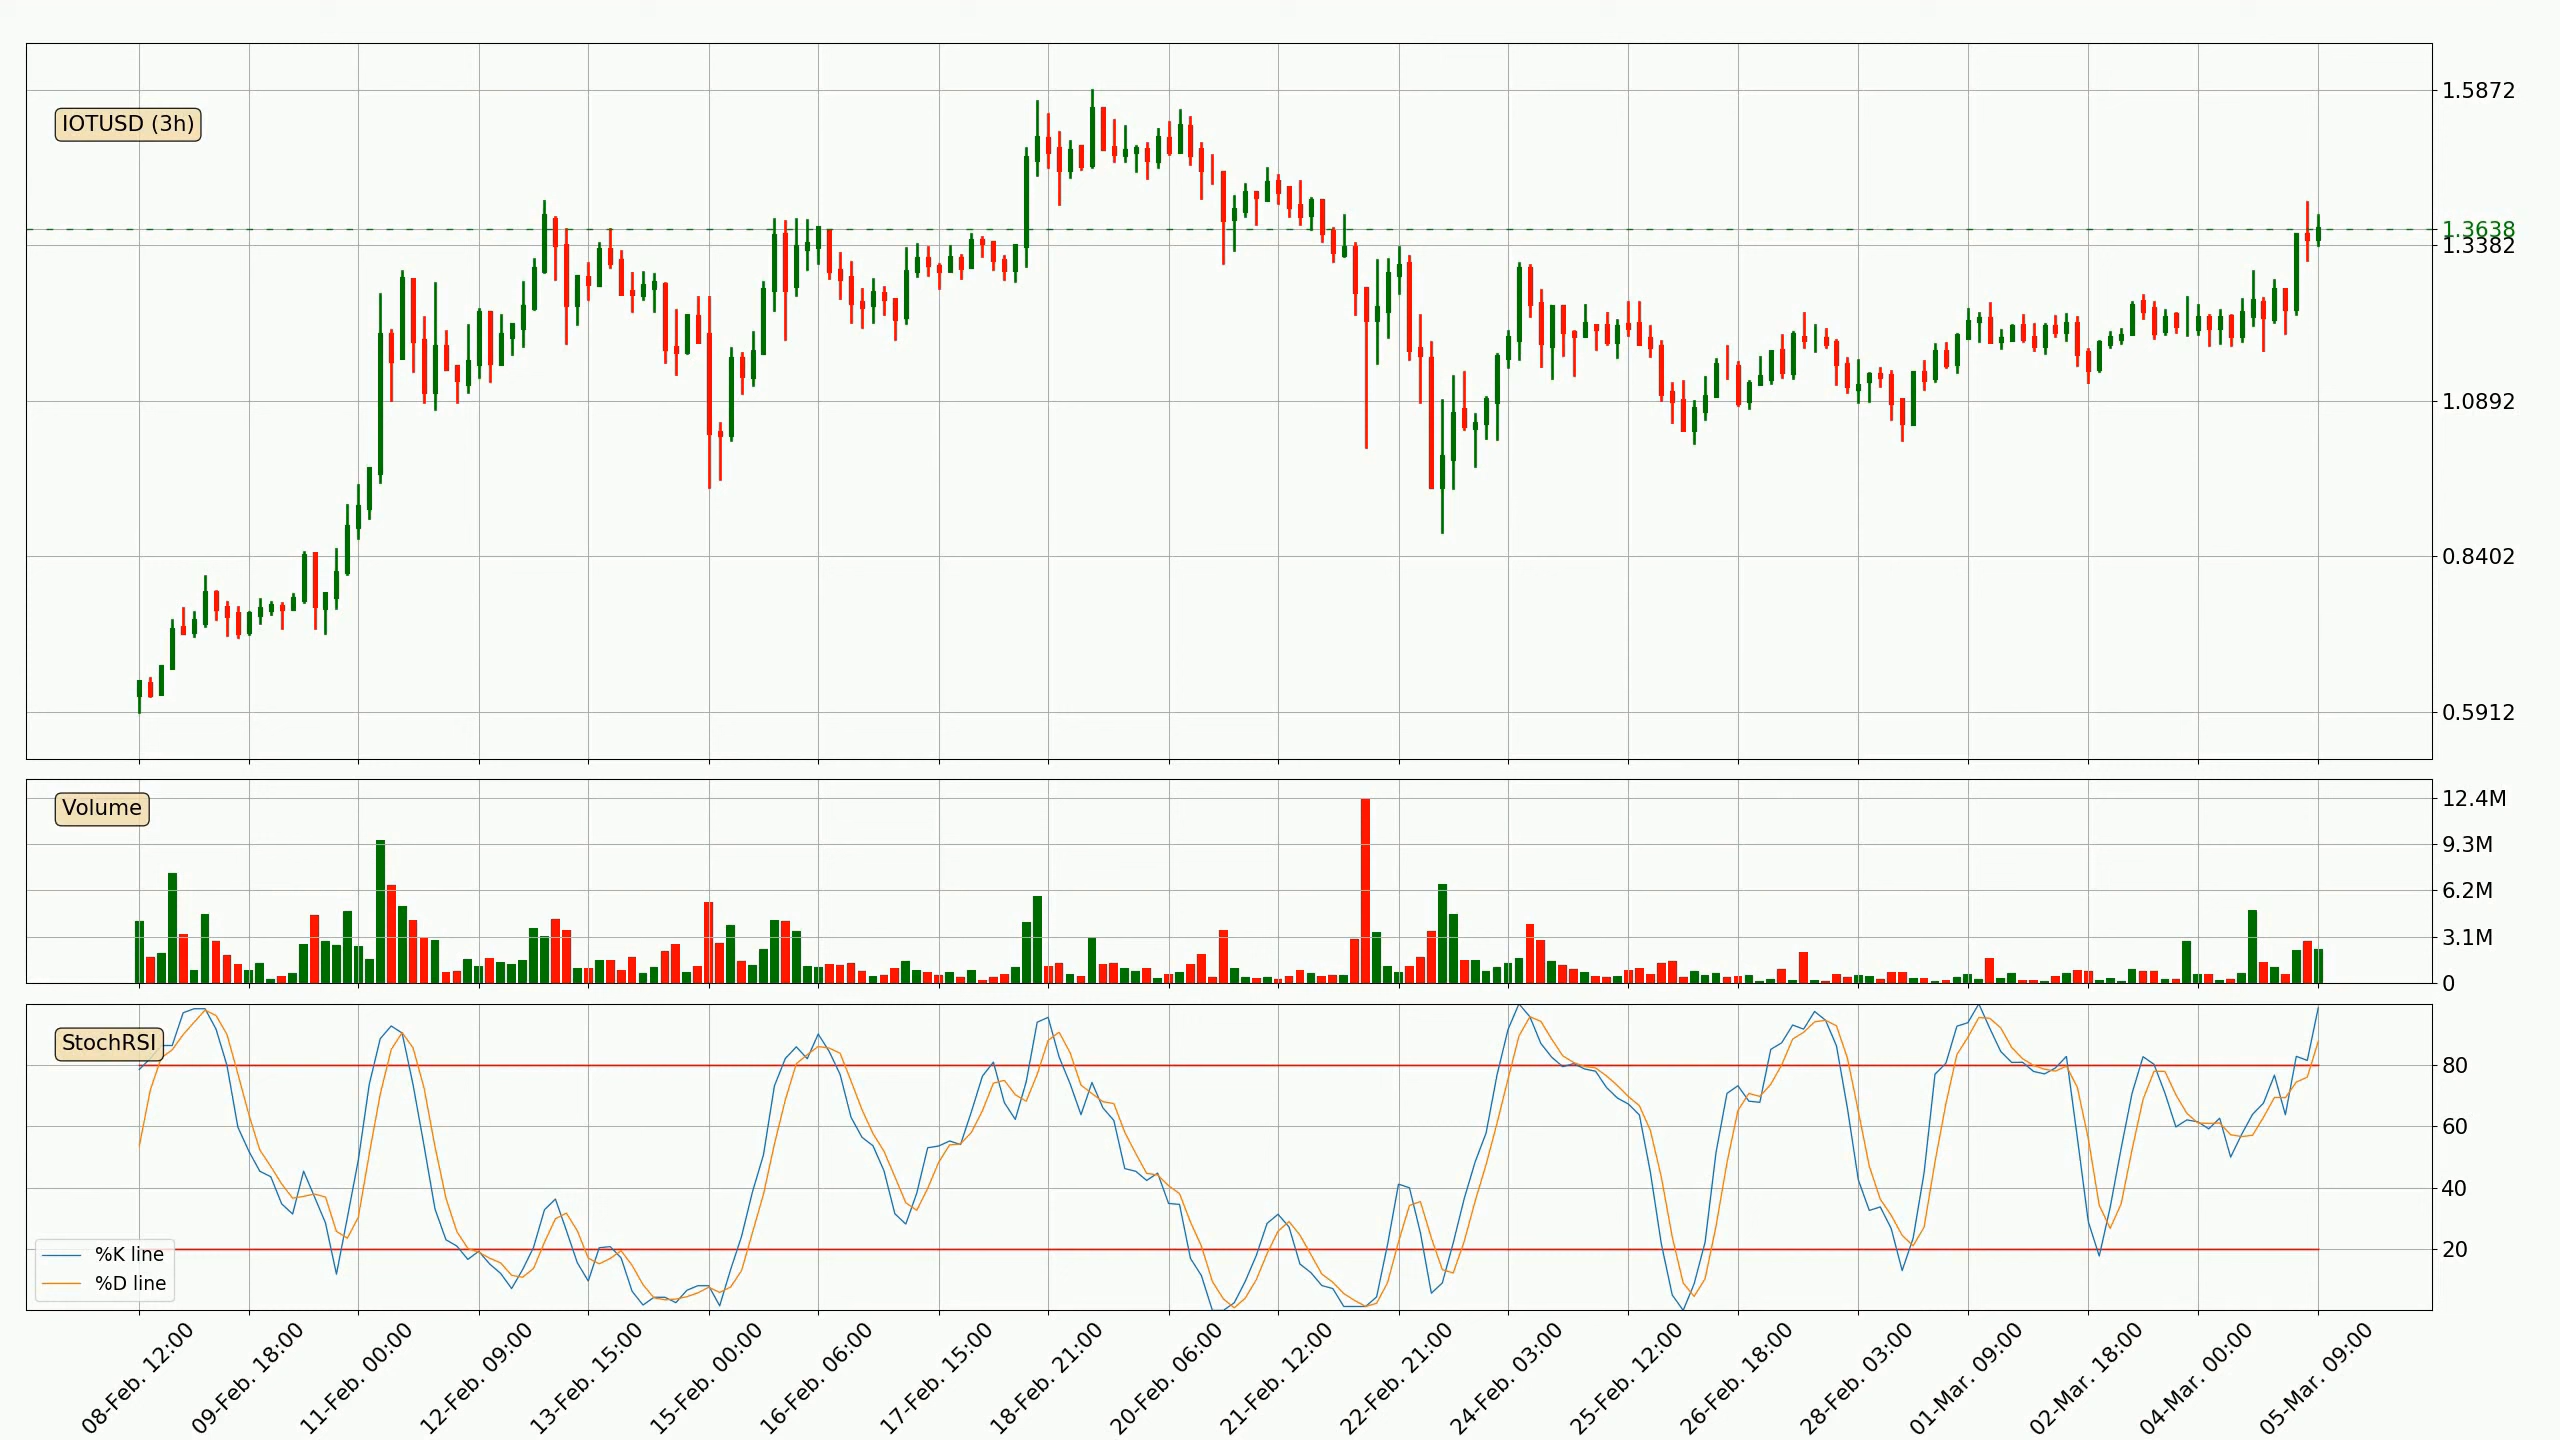 IOTUSD (3h)
1.5872
1.3638
1.3382
1.0892
0.8402
0.5912
Volume
12.4M
9.3M
6.2M
3.1M
0
StochRSI
80
60
40
20
%K line
%D line
08-Feb. 12:00
09-Feb. 18:00
11-Feb. 00:00
12-Feb. 09:00
13-Feb. 15:00
15-Feb. 00:00
16-Feb. 06:00
17-Feb. 15:00
18-Feb. 21:00
20-Feb. 06:00
21-Feb. 12:00
22-Feb. 21:00
24-Feb. 03:00
25-Feb. 12:00
26-Feb. 18:00
28-Feb. 03:00
01-Mar. 09:00
02-Mar. 18:00
04-Mar. 00:00
05-Mar. 09:00